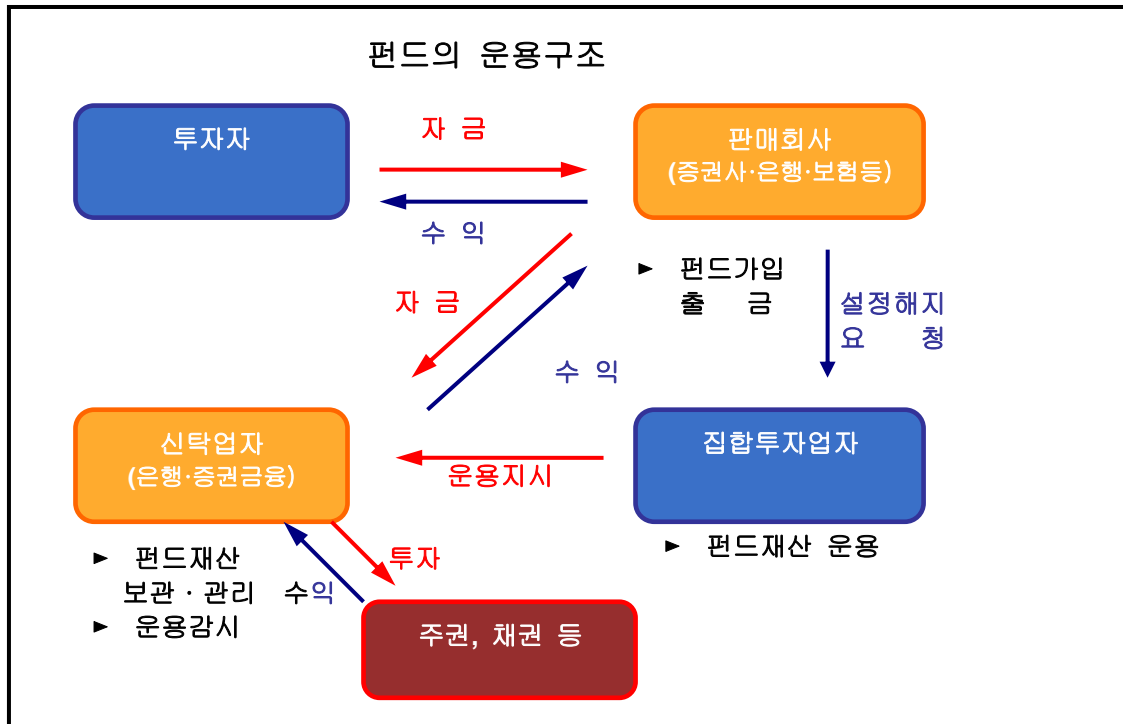 펀드의 운용구조
투자자
자 금
판매회사
(증권사·은행·보험등)
수 익
자 금
► 펀드가입
출 금
설정해지
요 청
수 익
신탁업자
(은행·증권금융)
운용지시
집합투자업자
► 펀드재산 운용
► 펀드재산
보관 · 관리
► 운용감시
수익
투자
주권, 채권 등